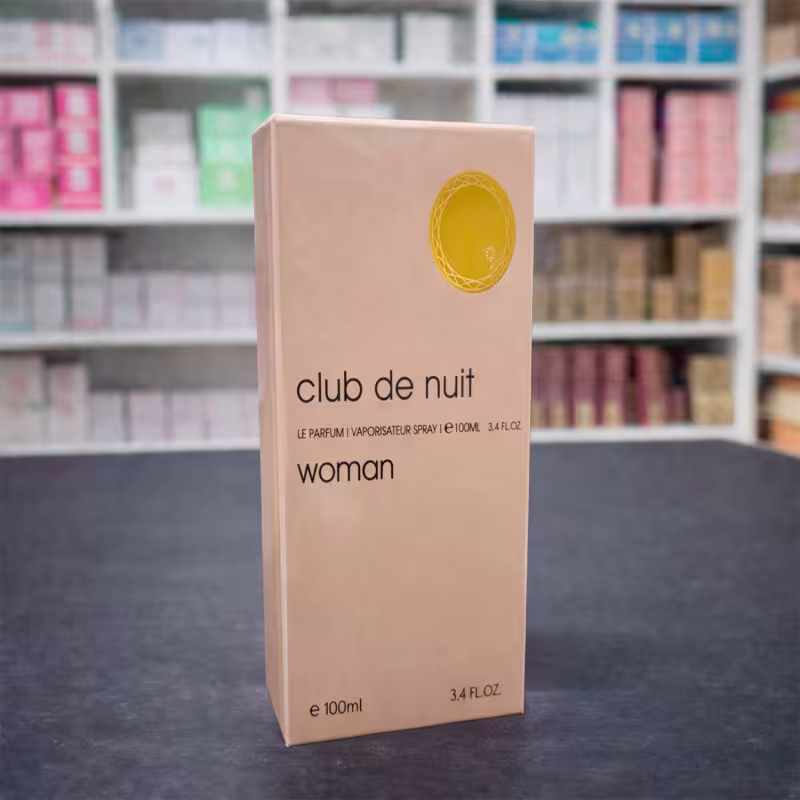 club de nuit
LE PARFUM | VAPORISATEUR SPRAY | ℮100ML 3.4 FL.OZ.
woman
℮ 100ml 3.4 FL.OZ.